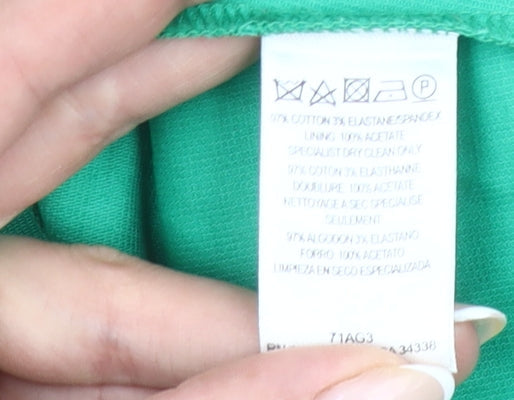 P
97% COTTON 3% ELASTANE/SPANDEX
LINING 100% ACETATE
SPECIALIST DRY CLEAN ONLY
97% COTON 3% ELASTHANNE
DOUBLURE 100% ACETATE
NETTOYAGE A SEC SPECIALISE
SEULEMENT
97% ALGODON 3% ELASTANO
FORRO 100% ACETATO
LIMPIEZA EN SECO ESPECIALIZADA
71AG3
34338